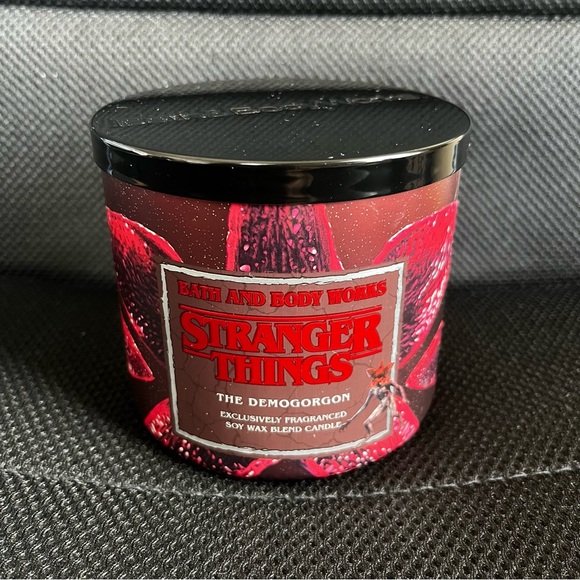 BATH AND BODY WORKS
STRANGER
THINGS
THE DEMOGORGON
EXCLUSIVELY FRAGRANCED
SOY WAX BLEND CANDLE